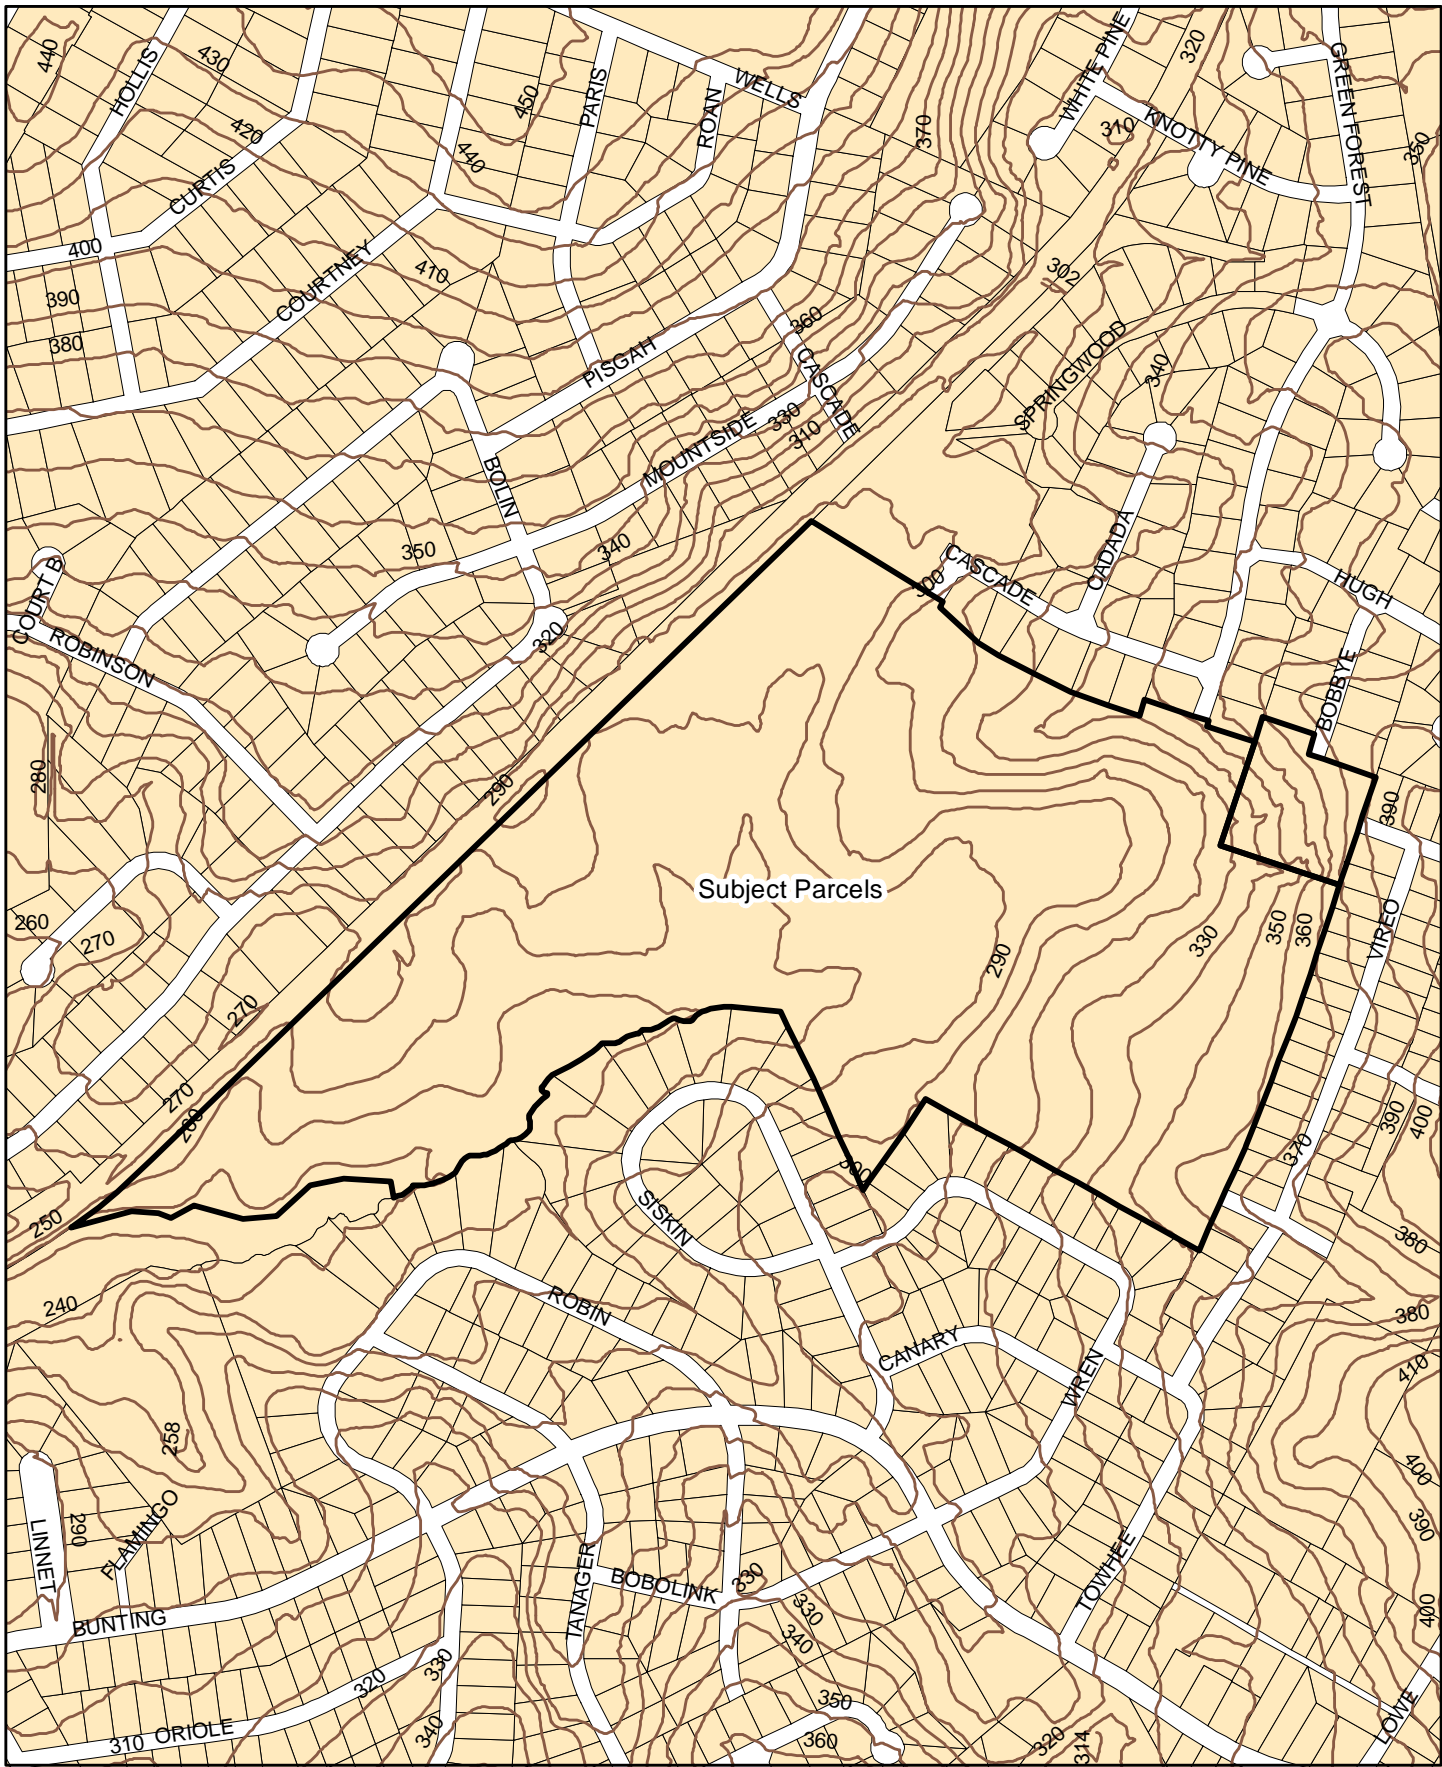 440
HOLLIS
430
450
PARIS
WELLS
ROAN
370
WHITE PINE
320
310
KNOTTY PINE
GREEN FOREST
350
420
440
CURTIS
400
COURTNEY
410
390
380
302
360
PISGAH
CASCADE
SPRINGWOOD
340
330
310
MOUNTSIDE
BOLIN
350
340
COURT B
ROBINSON
320
CASCADE
300
CADADA
HUGH
BOBBYE
280
290
390
Subject Parcels
260
270
290
330
350
360
VIREO
270
270
260
390
400
370
300
250
SISKIN
380
240
ROBIN
380
CANARY
410
WREN
258
400
LINNET
290
FLAMINGO
390
TANAGER
BOBOLINK
330
330
TOWHEE
BUNTING
340
400
330
320
350
LOWE
310
ORIOLE
340
360
320
314